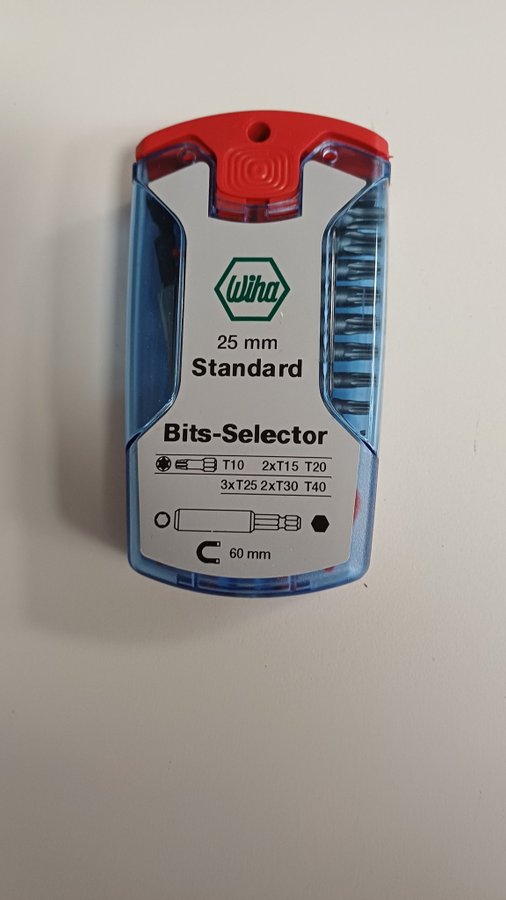 Wiha
25 mm
Standard
Bits-Selector
T10 2xT15 T20
3xT25 2xT30 T40
60 mm